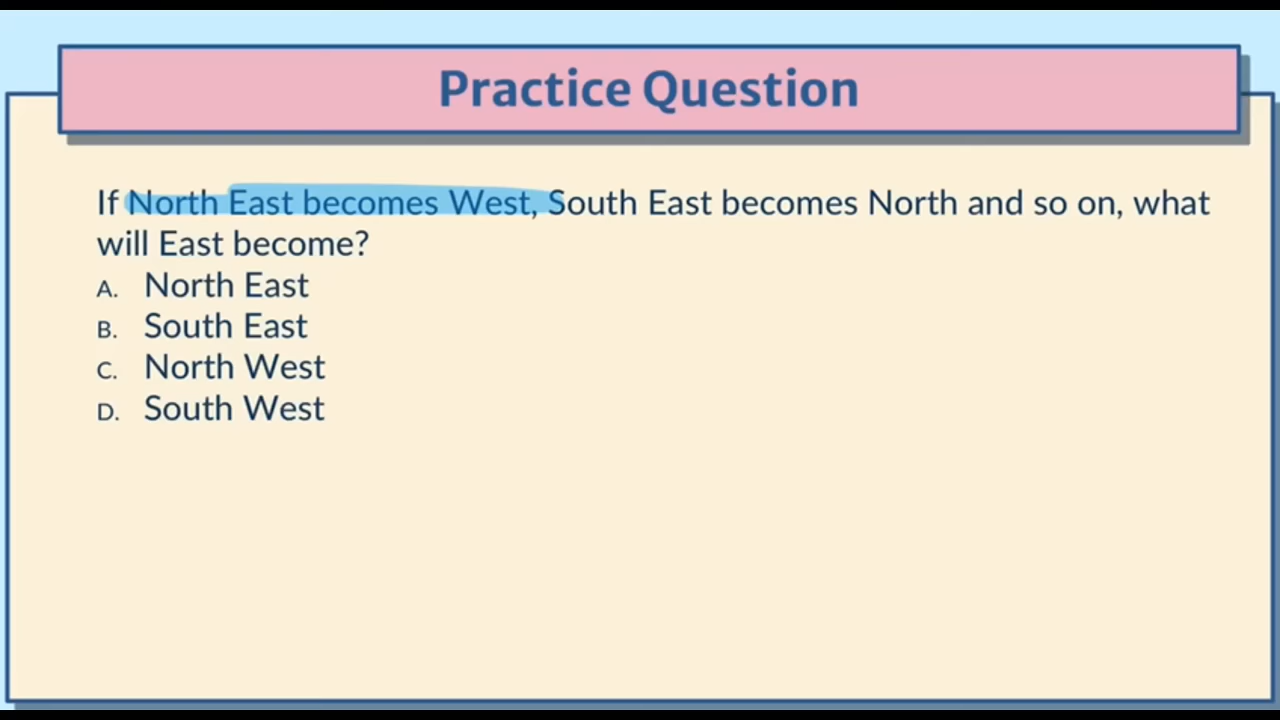 Practice Question
If North East becomes West, South East becomes North and so on, what
will East become?
A. North East
B. South East
C. North West
D. South West